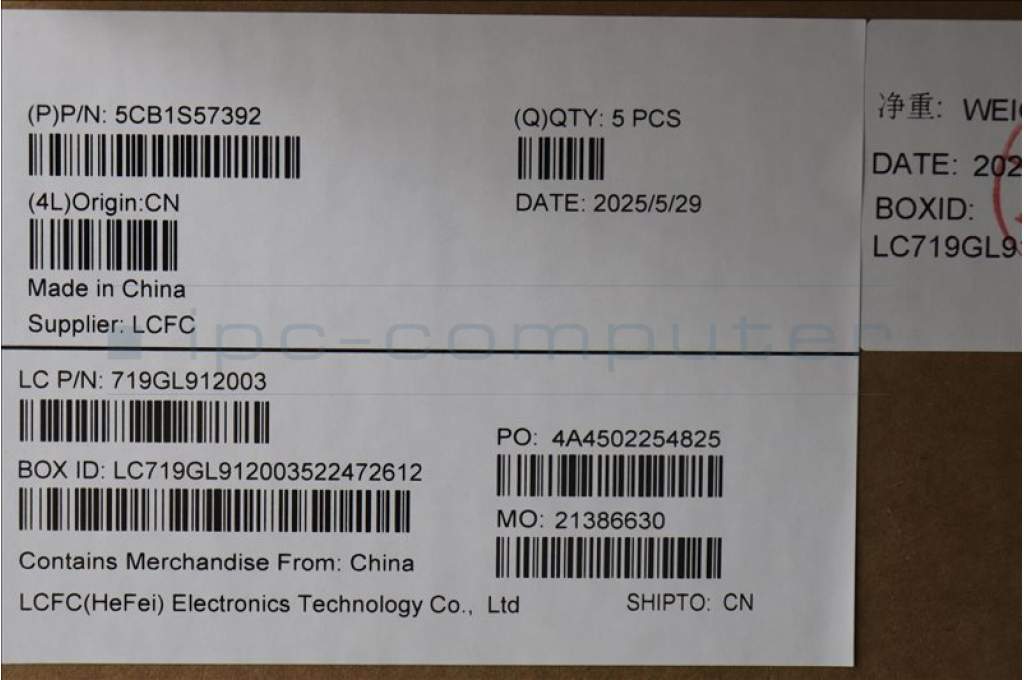 (P)P/N: 5CB1S57392
(Q)QTY: 5 PCS
(4L)Origin:CN
DATE: 2025/5/29
Made in China
Supplier: LCFC
ipc-computer
LC P/N: 719GL912003
PO: 4A4502254825
BOX ID: LC719GL912003522472612
MO: 21386630
Contains Merchandise From: China
LCFC(HeFei) Electronics Technology Co., Ltd
SHIPTO: CN
净重:
DATE: 202
BOXID:
LC719GL9